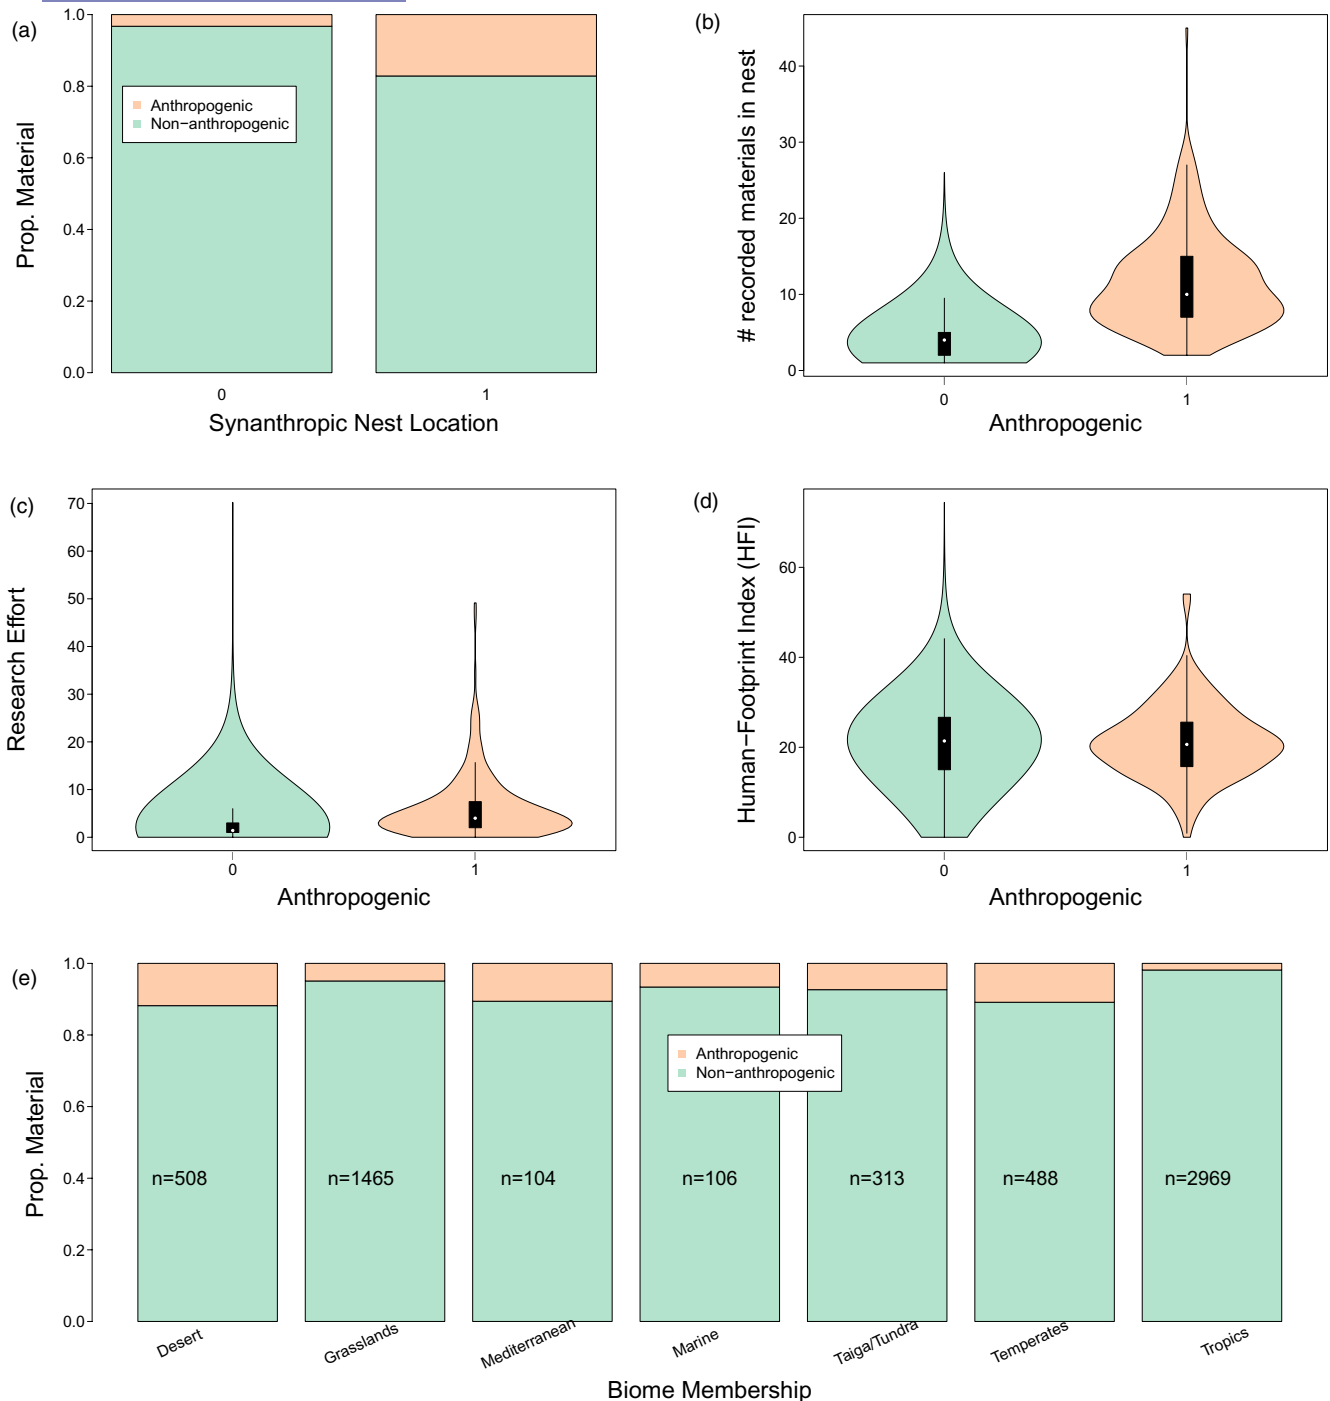 (a)
1.0
0.8
0.6
0.4
0.2
0.0
Prop. Material
Anthropogenic
Non−anthropogenic
0
1
Synanthropic Nest Location
(b)
40
30
20
10
0
# recorded materials in nest
0
1
Anthropogenic
(c)
70
60
50
40
30
20
10
0
Research Effort
0
1
Anthropogenic
(d)
60
40
20
0
Human−Footprint Index (HFI)
0
1
Anthropogenic
(e)
1.0
0.8
0.6
0.4
0.2
0.0
Prop. Material
Anthropogenic
Non−anthropogenic
n=508
n=1465
n=104
n=106
n=313
n=488
n=2969
Desert
Grasslands
Mediterranean
Marine
Taiga/Tundra
Temperates
Tropics
Biome Membership